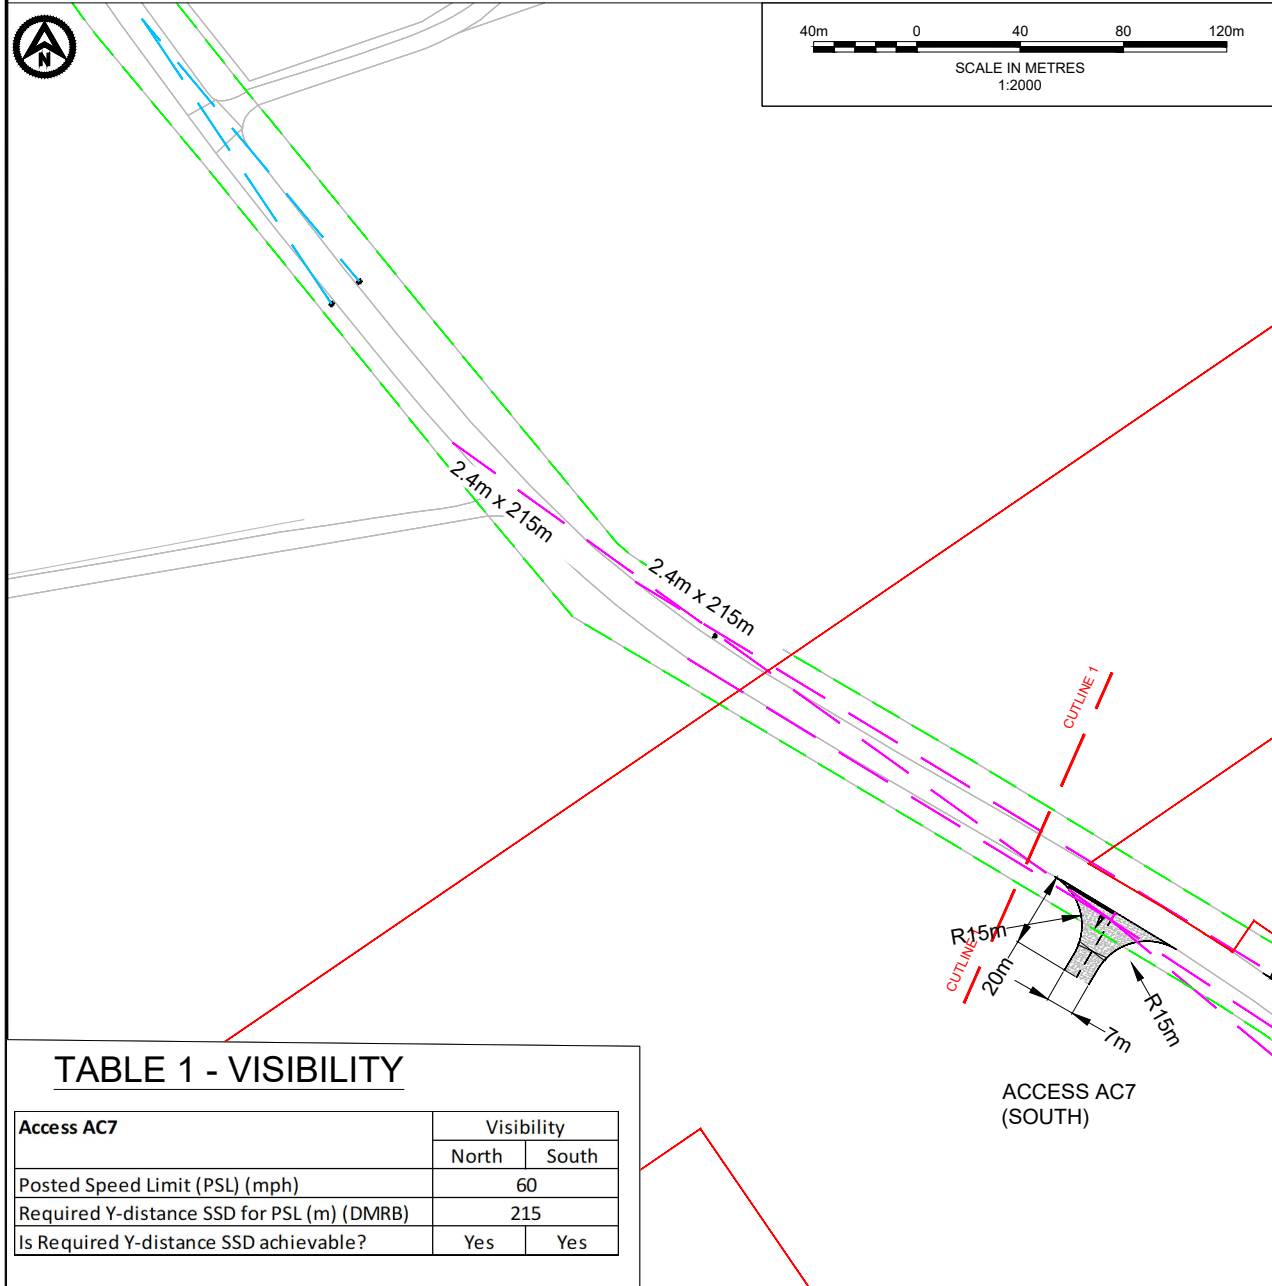 N
40m 0 40 80 120m
SCALE IN METRES
1:2000
2.4m x 215m
2.4m x 215m
CUTLINE 1
R15m
CUTLINE
20m
R15m
7m
ACCESS AC7
(SOUTH)
TABLE 1 - VISIBILITY
Access AC7 Visibility
North South
Posted Speed Limit (PSL) (mph) 60
Required Y-distance SSD for PSL (m) (DMRB) 215
Is Required Y-distance SSD achievable? Yes Yes